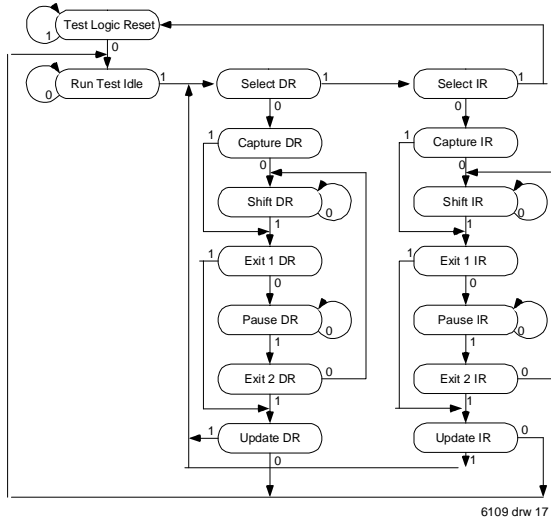 Test Logic Reset
1
0
Run Test Idle
1
Select DR
1
Select IR
1
0
0
0
1
Capture DR
1
Capture IR
0
0
Shift DR
0
Shift IR
0
1
1
1
Exit 1 DR
1
Exit 1 IR
0
0
Pause DR
0
Pause IR
0
1
1
Exit 2 DR
0
Exit 2 IR
0
1
1
1
Update DR
Update IR
0
0
1
6109 drw 17